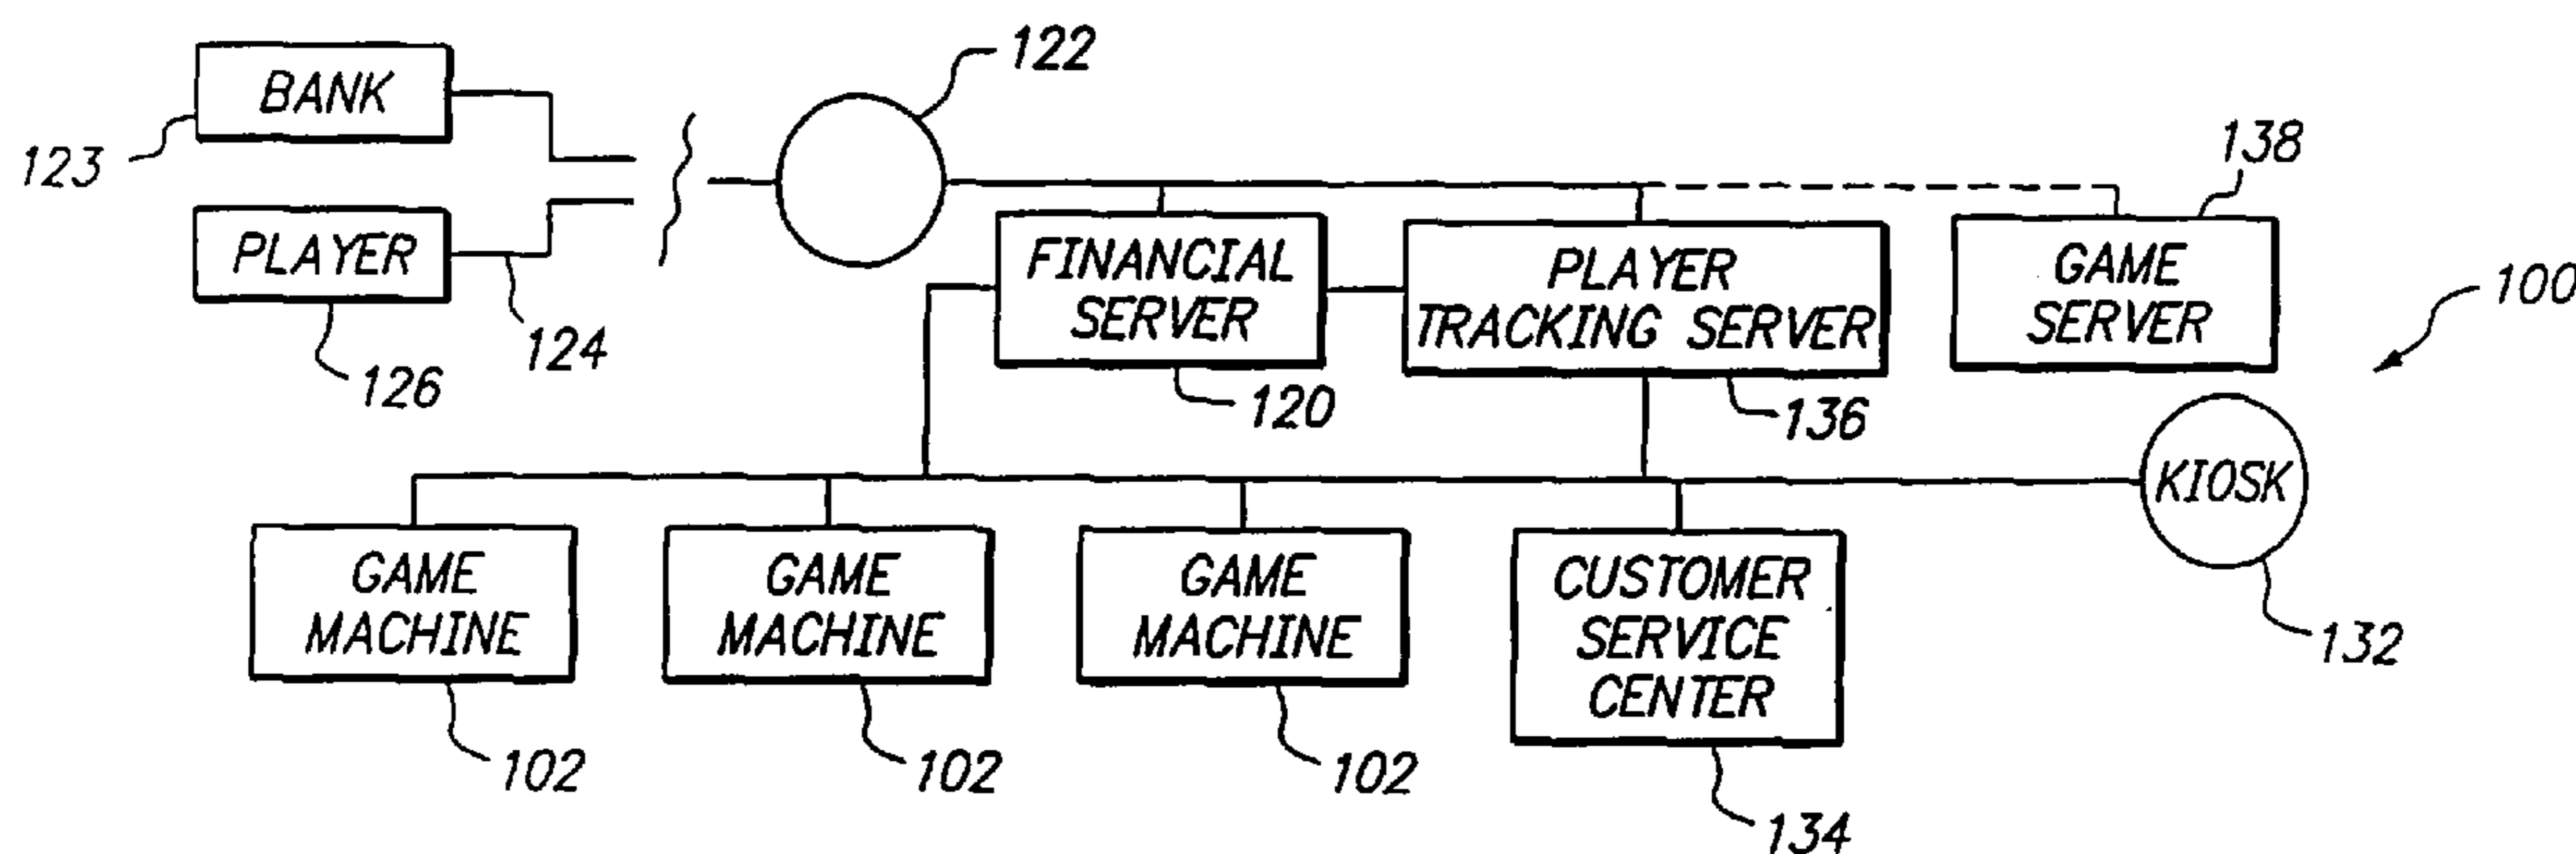 BANK
123
PLAYER
126
124
122
FINANCIAL
SERVER
120
PLAYER
TRACKING SERVER
136
138
GAME
SERVER
100
KIOSK
132
GAME
MACHINE
102
GAME
MACHINE
102
GAME
MACHINE
102
CUSTOMER
SERVICE
CENTER
134